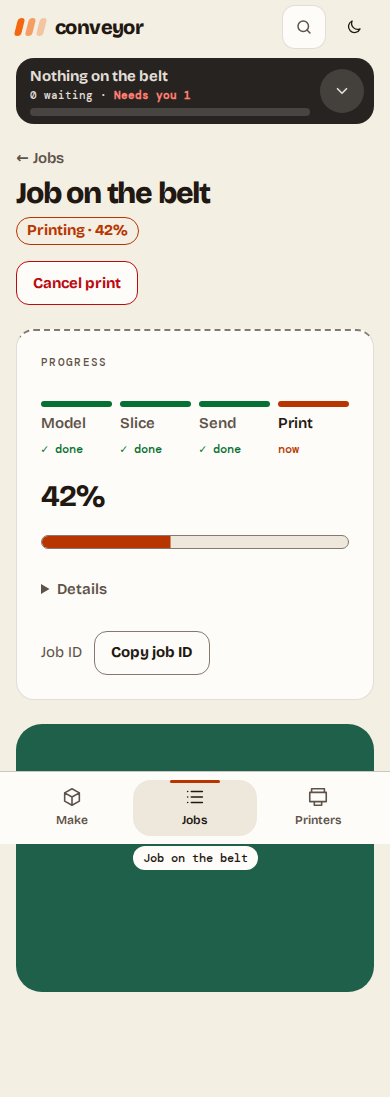 conveyor
Nothing on the belt
0 waiting · Needs you 1
← Jobs
Job on the belt
Printing · 42%
Cancel print
PROGRESS
Model Slice Send Print
✓ done ✓ done ✓ done now
42%
▶ Details
Job ID Copy job ID
Make Jobs Printers
Job on the belt